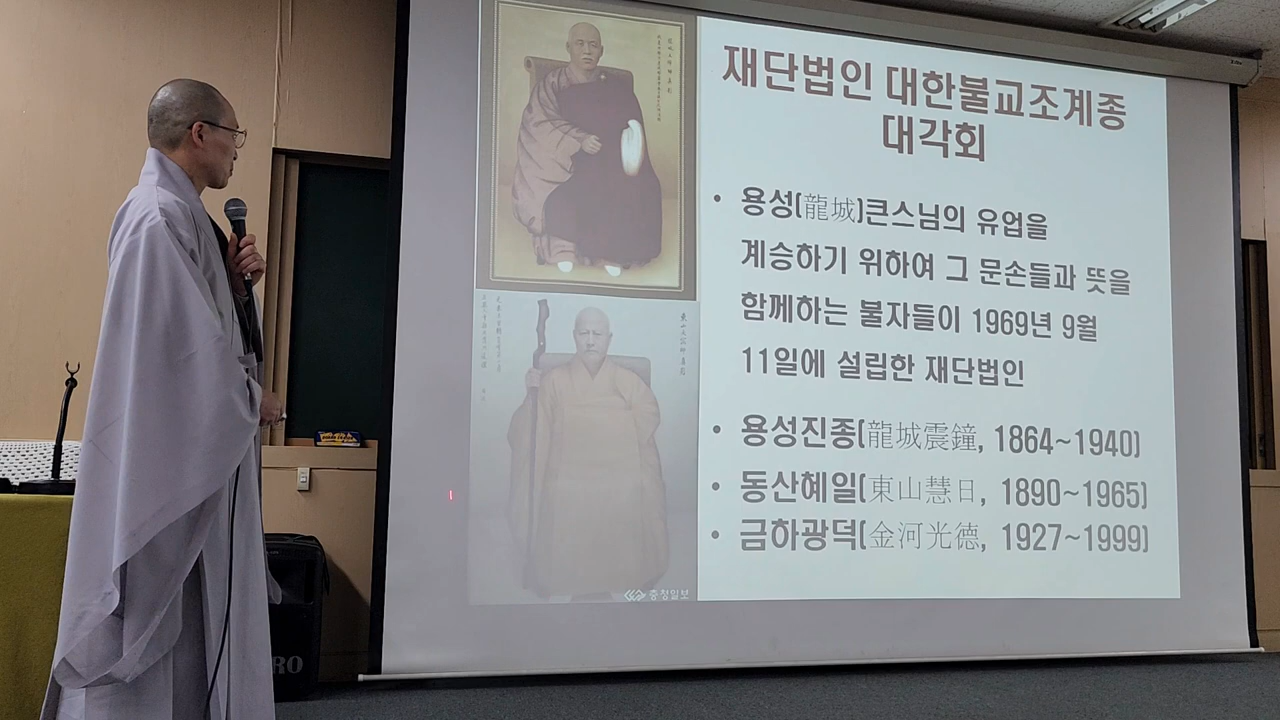 재단법인 대한불교조계종
대각회
• 용성(龍城)큰스님의 유업을
계승하기 위하여 그 문손들과 뜻을
함께하는 불자들이 1969년 9월
11일에 설립한 재단법인
• 용성진종(龍城震鐘, 1864~1940)
• 동산혜일(東山慧日, 1890~1965)
• 금하광덕(金河光德, 1927~1999)
충청일보
RO